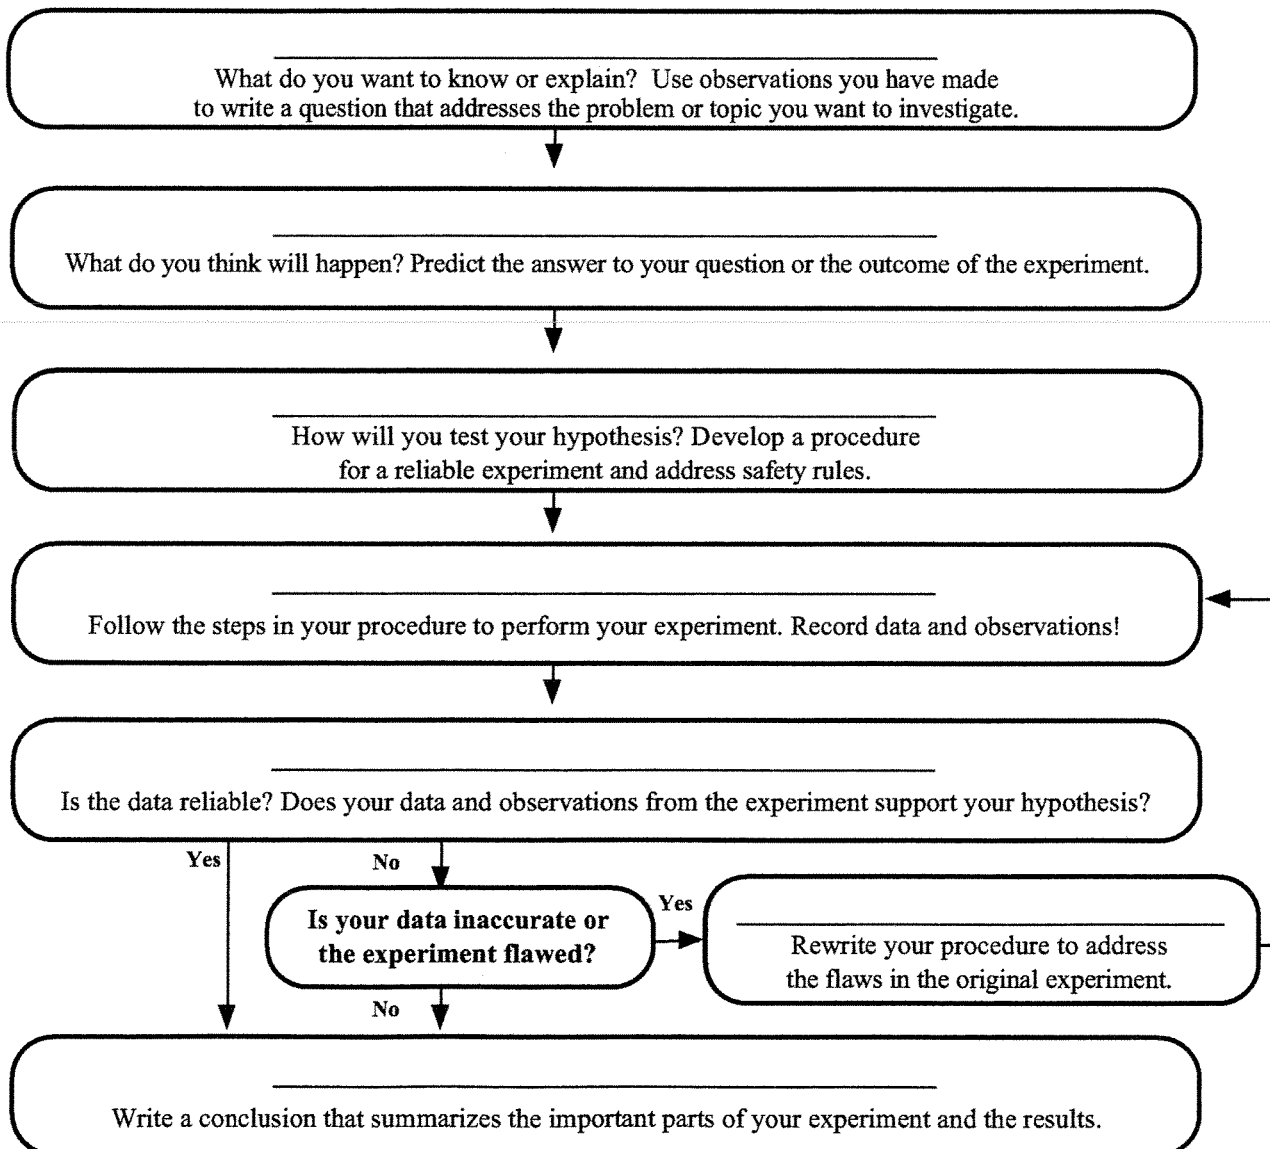 What do you want to know or explain? Use observations you have made
to write a question that addresses the problem or topic you want to investigate.
What do you think will happen? Predict the answer to your question or the outcome of the experiment.
How will you test your hypothesis? Develop a procedure
for a reliable experiment and address safety rules.
Follow the steps in your procedure to perform your experiment. Record data and observations!
Is the data reliable? Does your data and observations from the experiment support your hypothesis?
Yes
No
Is your data inaccurate or
the experiment flawed?
Yes
Rewrite your procedure to address
the flaws in the original experiment.
No
Write a conclusion that summarizes the important parts of your experiment and the results.